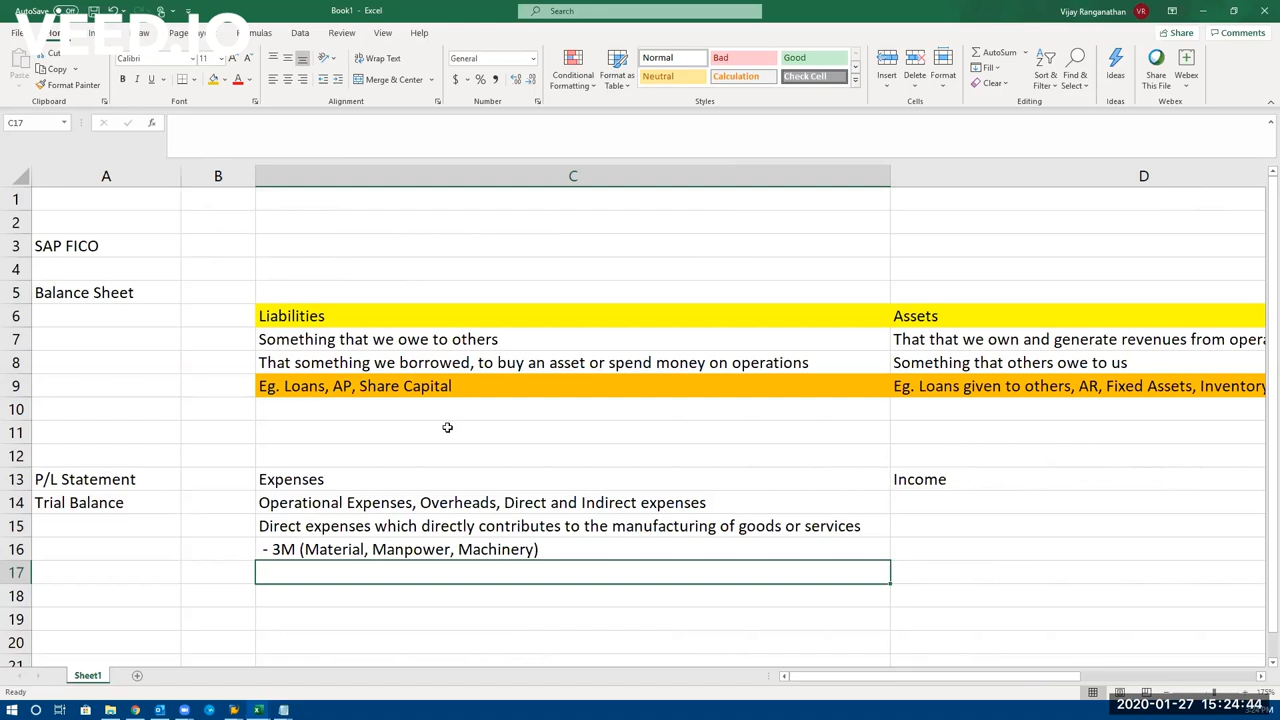 AutoSave Off Book1 - Excel Search Vijay Ranganathan VR
VEED.IO
Formulas Data Review View Help Share Comments
Paste Cut Copy Format Painter Clipboard
Calibri 11 B I U A A Font
Wrap Text Merge & Center Alignment
General $ % Number
Conditional Formatting Format as Table Normal Bad Good Neutral Calculation Check Cell Styles
Insert Delete Format Cells
AutoSum Fill Clear Sort & Filter Find & Select Editing
Ideas Ideas
Share This File Webex Webex
C17 fx
A B C D
1
2
3 SAP FICO
4
5 Balance Sheet
6 Liabilities Assets
7 Something that we owe to others That that we own and generate revenues from opera
8 That something we borrowed, to buy an asset or spend money on operations Something that others owe to us
9 Eg. Loans, AP, Share Capital Eg. Loans given to others, AR, Fixed Assets, Inventory
10
11
12
13 P/L Statement Expenses Income
14 Trial Balance Operational Expenses, Overheads, Direct and Indirect expenses
15 Direct expenses which directly contributes to the manufacturing of goods or services
16 - 3M (Material, Manpower, Machinery)
17
18
19
20
21
Sheet1
Ready 175%
2020-01-27 15:24:44